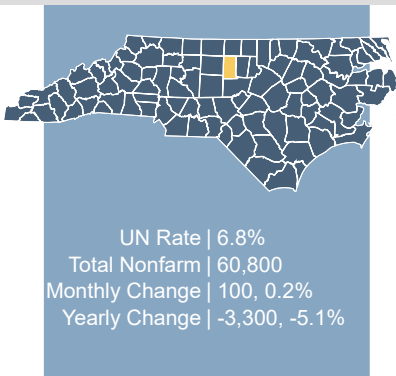 UN Rate | 6.8%
Total Nonfarm | 60,800
Monthly Change | 100, 0.2%
Yearly Change | -3,300, -5.1%